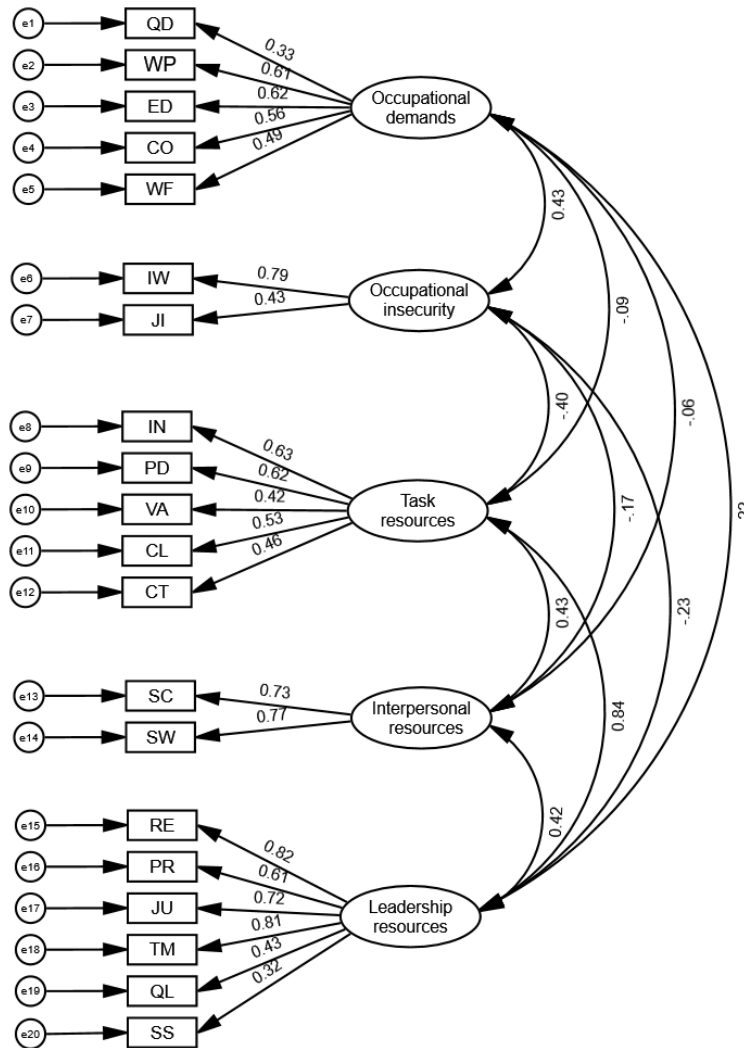 e1
QD
0.33
e2
WP
0.61
e3
ED
0.62
Occupational
demands
e4
CO
0.56
e5
WF
0.49
0.43
e6
IW
0.79
Occupational
insecurity
e7
JI
0.43
-.09
-.40
-.06
e8
IN
0.63
e9
PD
0.62
e10
VA
0.42
Task
resources
e11
CL
0.53
e12
CT
0.46
-.17
0.43
-.23
e13
SC
0.73
Interpersonal
resources
e14
SW
0.77
0.84
0.42
e15
RE
0.82
e16
PR
0.61
e17
JU
0.72
Leadership
resources
e18
TM
0.81
e19
QL
0.43
e20
SS
0.32